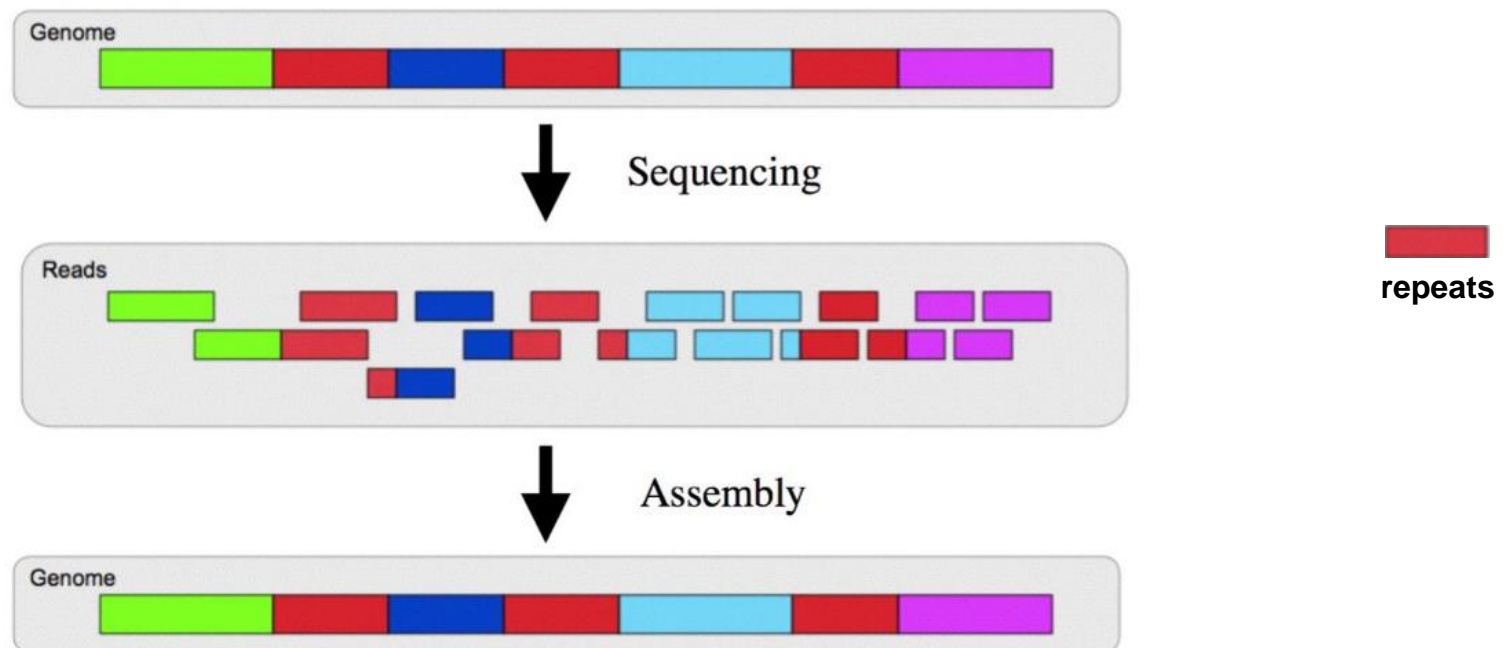 Genome
Sequencing
Reads
repeats
Assembly
Genome